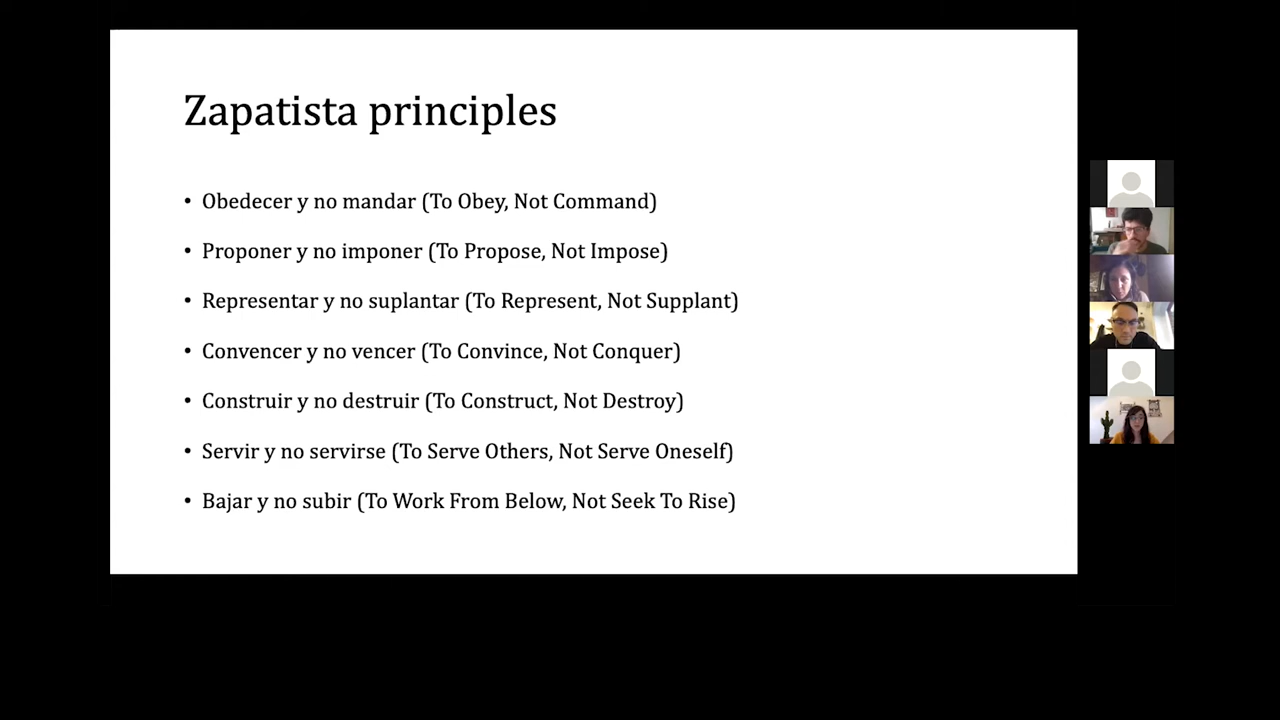 Zapatista principles
• Obedecer y no mandar (To Obey, Not Command)
• Proponer y no imponer (To Propose, Not Impose)
• Representar y no suplantar (To Represent, Not Supplant)
• Convencer y no vencer (To Convince, Not Conquer)
• Construir y no destruir (To Construct, Not Destroy)
• Servir y no servirse (To Serve Others, Not Serve Oneself)
• Bajar y no subir (To Work From Below, Not Seek To Rise)